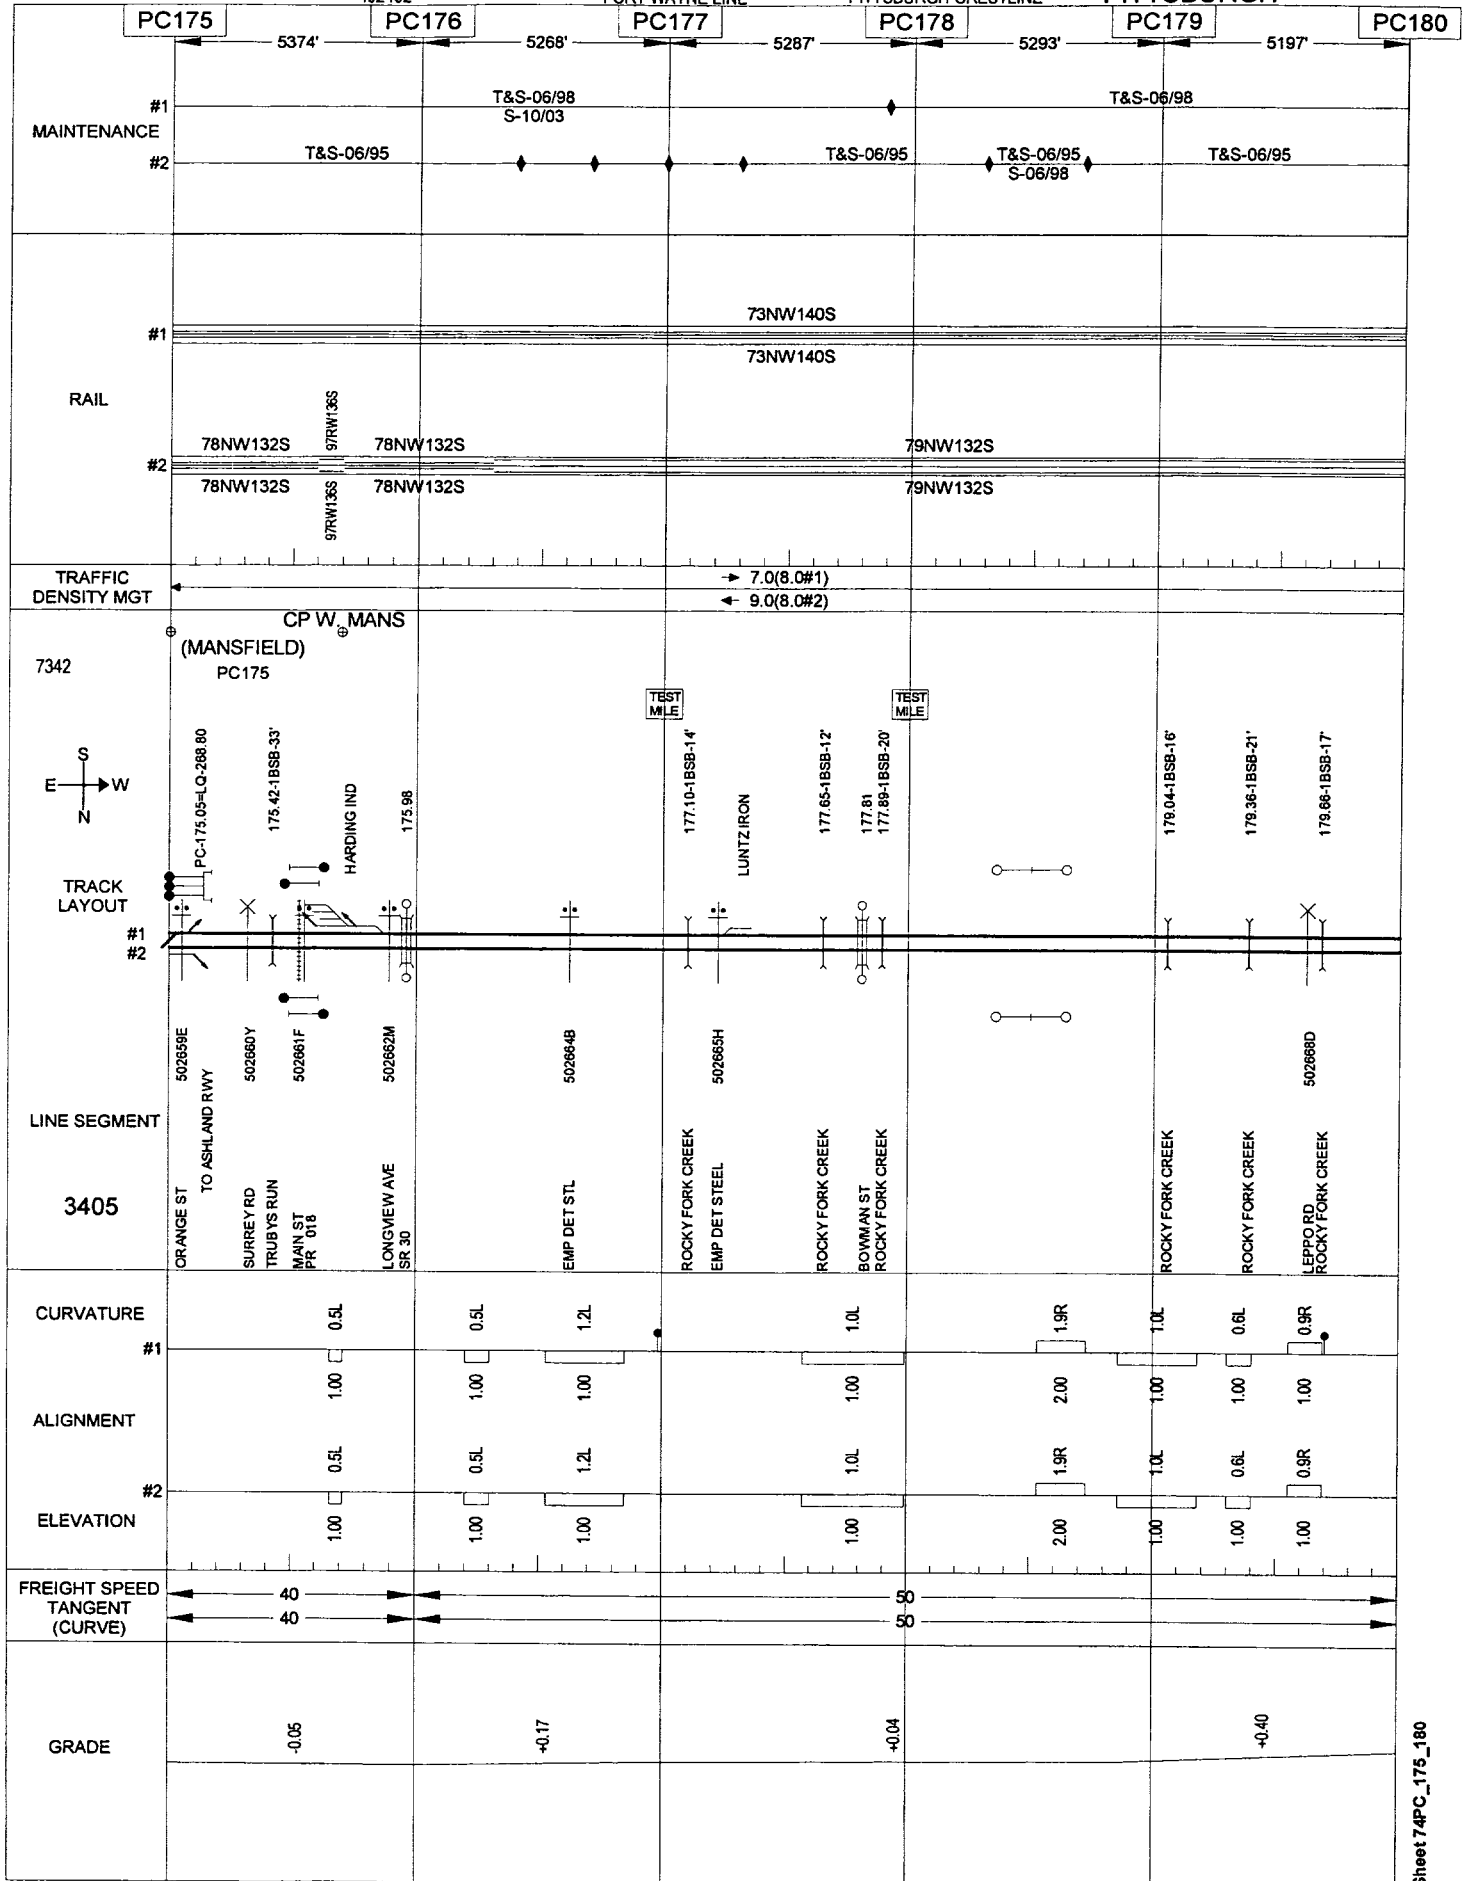 PC175 PC176 PC177 PC178 PC179 PC180
5374' 5268' 5287' 5293' 5197'
MAINTENANCE
#1 T&S-06/98 T&S-06/98
S-10/03
#2 T&S-06/95 T&S-06/95 T&S-06/95 T&S-06/95
S-06/98
RAIL
73NW140S
#1
73NW140S
97RW136S
78NW132S 78NW132S 79NW132S
#2
78NW132S 78NW132S 79NW132S
97RW136S
TRAFFIC
DENSITY MGT
7.0(8.0#1)
9.0(8.0#2)
CP W. MANS
(MANSFIELD)
PC175
7342
TEST
MILE
TEST
MILE
S
E W
N
PC-175.05=LQ-268.80
175.42-1BSB-33'
HARDING IND
175.98
177.10-1BSB-14'
LUNTZ IRON
177.65-1BSB-12'
177.81
177.89-1BSB-20'
179.04-1BSB-16'
179.36-1BSB-21'
179.66-1BSB-17'
TRACK
LAYOUT
#1
#2
502659E
502660Y
502661F
502662M
502664B
502665H
502668D
LINE SEGMENT
3405
ORANGE ST
TO ASHLAND RWY
SURREY RD
TRUBYS RUN
MAIN ST
PR 018
LONGVIEW AVE
SR 30
EMP DET STL
ROCKY FORK CREEK
EMP DET STEEL
ROCKY FORK CREEK
BOWMAN ST
ROCKY FORK CREEK
ROCKY FORK CREEK
ROCKY FORK CREEK
LEPPO RD
ROCKY FORK CREEK
CURVATURE
0.5L 0.5L 1.2L 1.0L 1.9R 1.0L 0.6L 0.9R
#1
1.00 1.00 1.00 1.00 2.00 1.00 1.00 1.00
ALIGNMENT
0.5L 0.5L 1.2L 1.0L 1.9R 1.0L 0.6L 0.9R
#2
ELEVATION
1.00 1.00 1.00 1.00 2.00 1.00 1.00 1.00
FREIGHT SPEED
TANGENT
(CURVE)
40 50
40 50
GRADE
-0.05 +0.17 +0.04 +0.40
Sheet 74PC_175_180